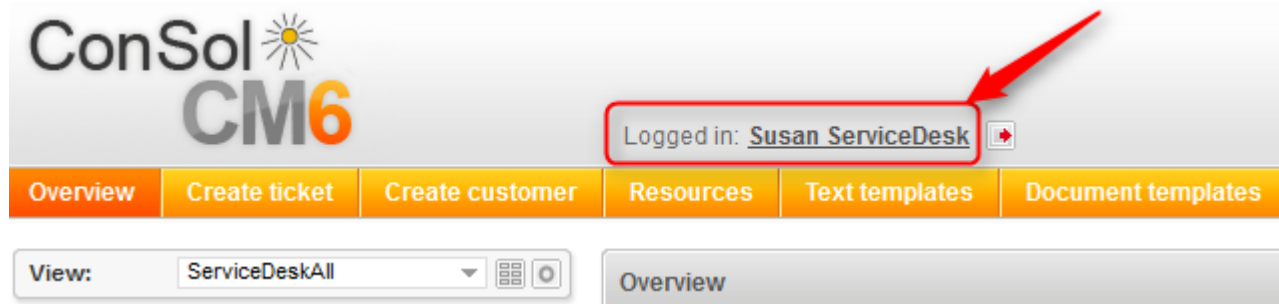 ConSol
CM6
Logged in: Susan ServiceDesk
Overview Create ticket Create customer Resources Text templates Document templates
View: ServiceDeskAll
Overview